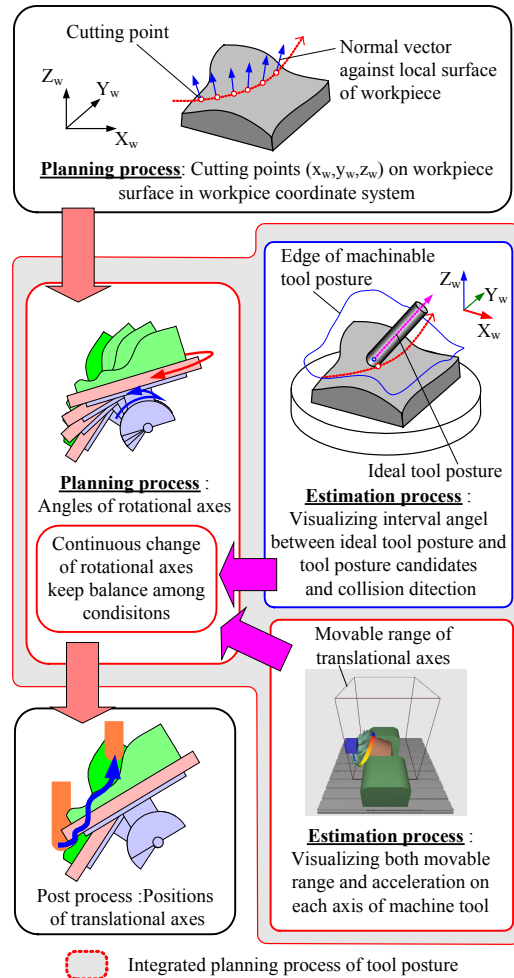 Cutting point
Normal vector
against local surface
of workpiece
Zw
Yw
Xw
Planning process: Cutting points (xw,yw,zw) on workpiece
surface in workpice coordinate system
Edge of machinable
tool posture
Zw
Yw
Xw
Ideal tool posture
Estimation process :
Visualizing interval angel
between ideal tool posture and
tool posture candidates
and collision ditection
Planning process :
Angles of rotational axes
Continuous change
of rotational axes
keep balance among
condisitons
Movable range of
translational axes
Estimation process :
Visualizing both movable
range and acceleration on
each axis of machine tool
Post process :Positions
of translational axes
Integrated planning process of tool posture